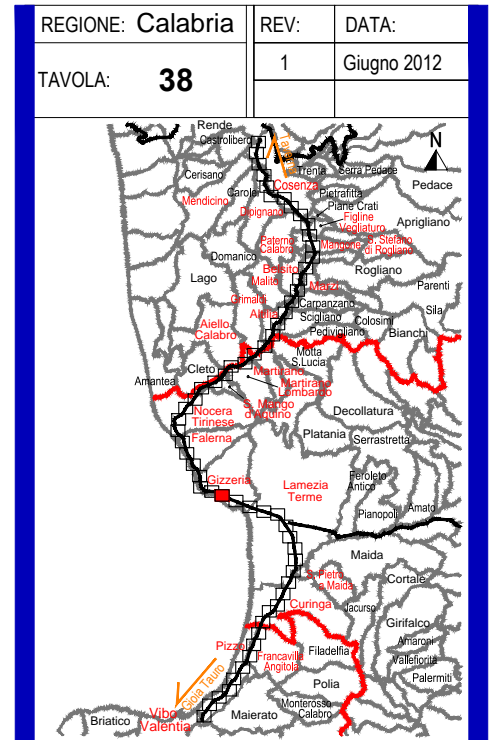 REGIONE: Calabria
REV:
DATA:
TAVOLA: 38
1
Giugno 2012
N
Rende
Castrolibero
Taranto
Trenta
Serra Pedace
Cerisano
Pedace
Carolei
Cosenza
Mendicino
Pietrafitta
Dipignano
Piane Crati
Figline
Vegliaturo
Aprigliano
Paterno
Calabro
Mangone
S. Stefano
di Rogliano
Domanico
Belsito
Rogliano
Lago
Malito
Marzi
Parenti
Grimaldi
Carpanzano
Altilia
Scigliano
Colosimi
Sila
Aiello
Calabro
Pedivigliano
Bianchi
Motta
S.Lucia
Cleto
Martirano
Amantea
Martirano
Lombardo
S. Mango
d'Aquino
Nocera
Tirinese
Decollatura
Falerna
Platania
Serrastretta
Gizzeria
Lamezia
Terme
Feroleto
Antico
Pianopoli
Amato
Maida
S. Pietro
a Maida
Cortale
Curinga
Jacurso
Girifalco
Amaroni
Pizzo
Francavilla
Angitola
Filadelfia
Vallefiorita
Palermiti
Gioia Tauro
Polia
Monterosso
Calabro
Vibo
Valentia
Briatico
Maierato